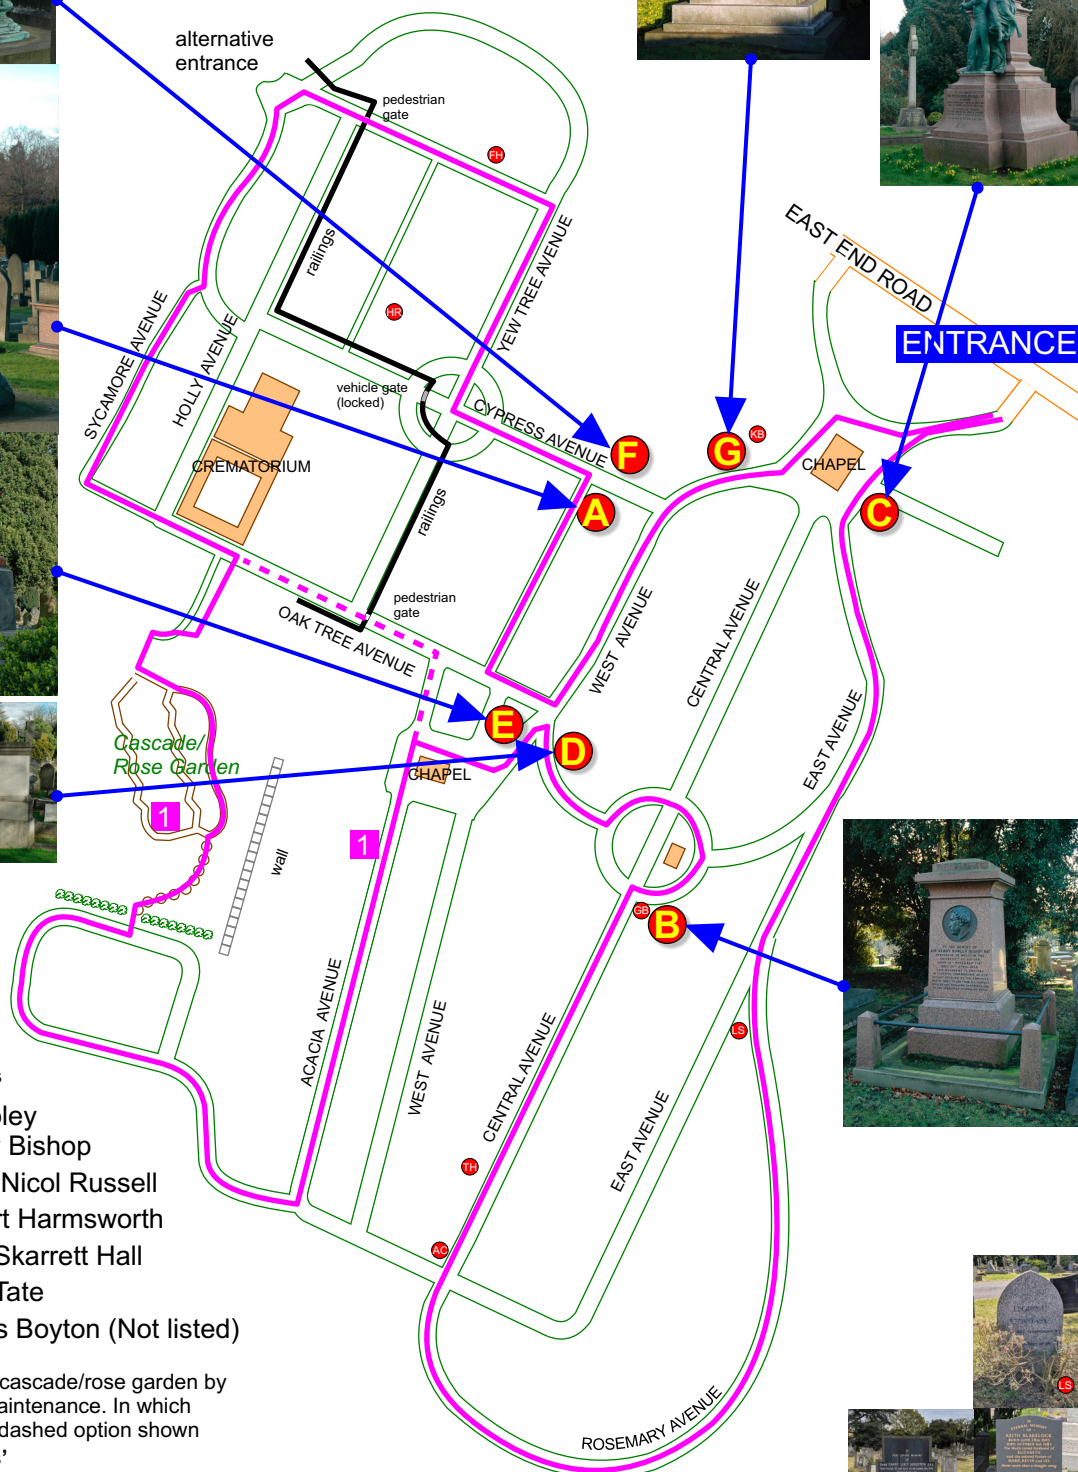 alternative
entrance
pedestrian
gate
FH
EAST END ROAD
railings
YEW TREE AVENUE
HR
SYCAMORE AVENUE
HOLLY AVENUE
ENTRANCE
vehicle gate
(locked)
CYPRESS AVENUE
F
G
KB
CREMATORIUM
CHAPEL
railings
A
C
pedestrian
gate
OAK TREE AVENUE
WEST AVENUE
CENTRAL AVENUE
EAST AVENUE
E
D
Cascade/
Rose Garden
CHAPEL
1
1
wall
GB
B
ACACIA AVENUE
WEST AVENUE
CENTRAL AVENUE
LS
EAST AVENUE
TH
AC
ROSEMARY AVENUE
s
oley
Bishop
Nicol Russell
rt Harmsworth
Skarrett Hall
Tate
s Boyton (Not listed)
cascade/rose garden by
aintenance. In which
dashed option shown
'
LS
KEITH BLAKELOCK